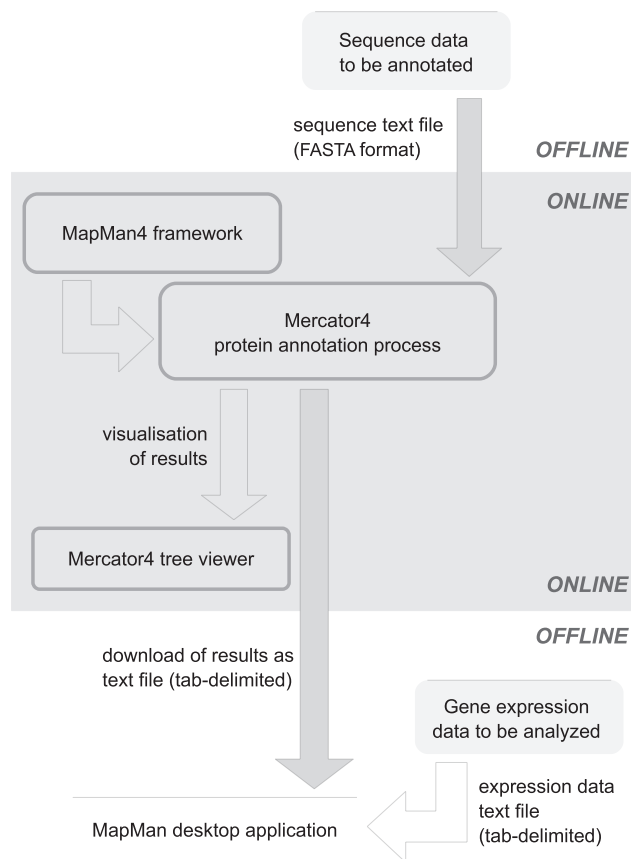 Sequence data
to be annotated
sequence text file
(FASTA format)
OFFLINE
ONLINE
MapMan4 framework
Mercator4
protein annotation process
visualisation
of results
Mercator4 tree viewer
ONLINE
OFFLINE
download of results as
text file (tab-delimited)
Gene expression
data to be analyzed
expression data
text file
(tab-delimited)
MapMan desktop application